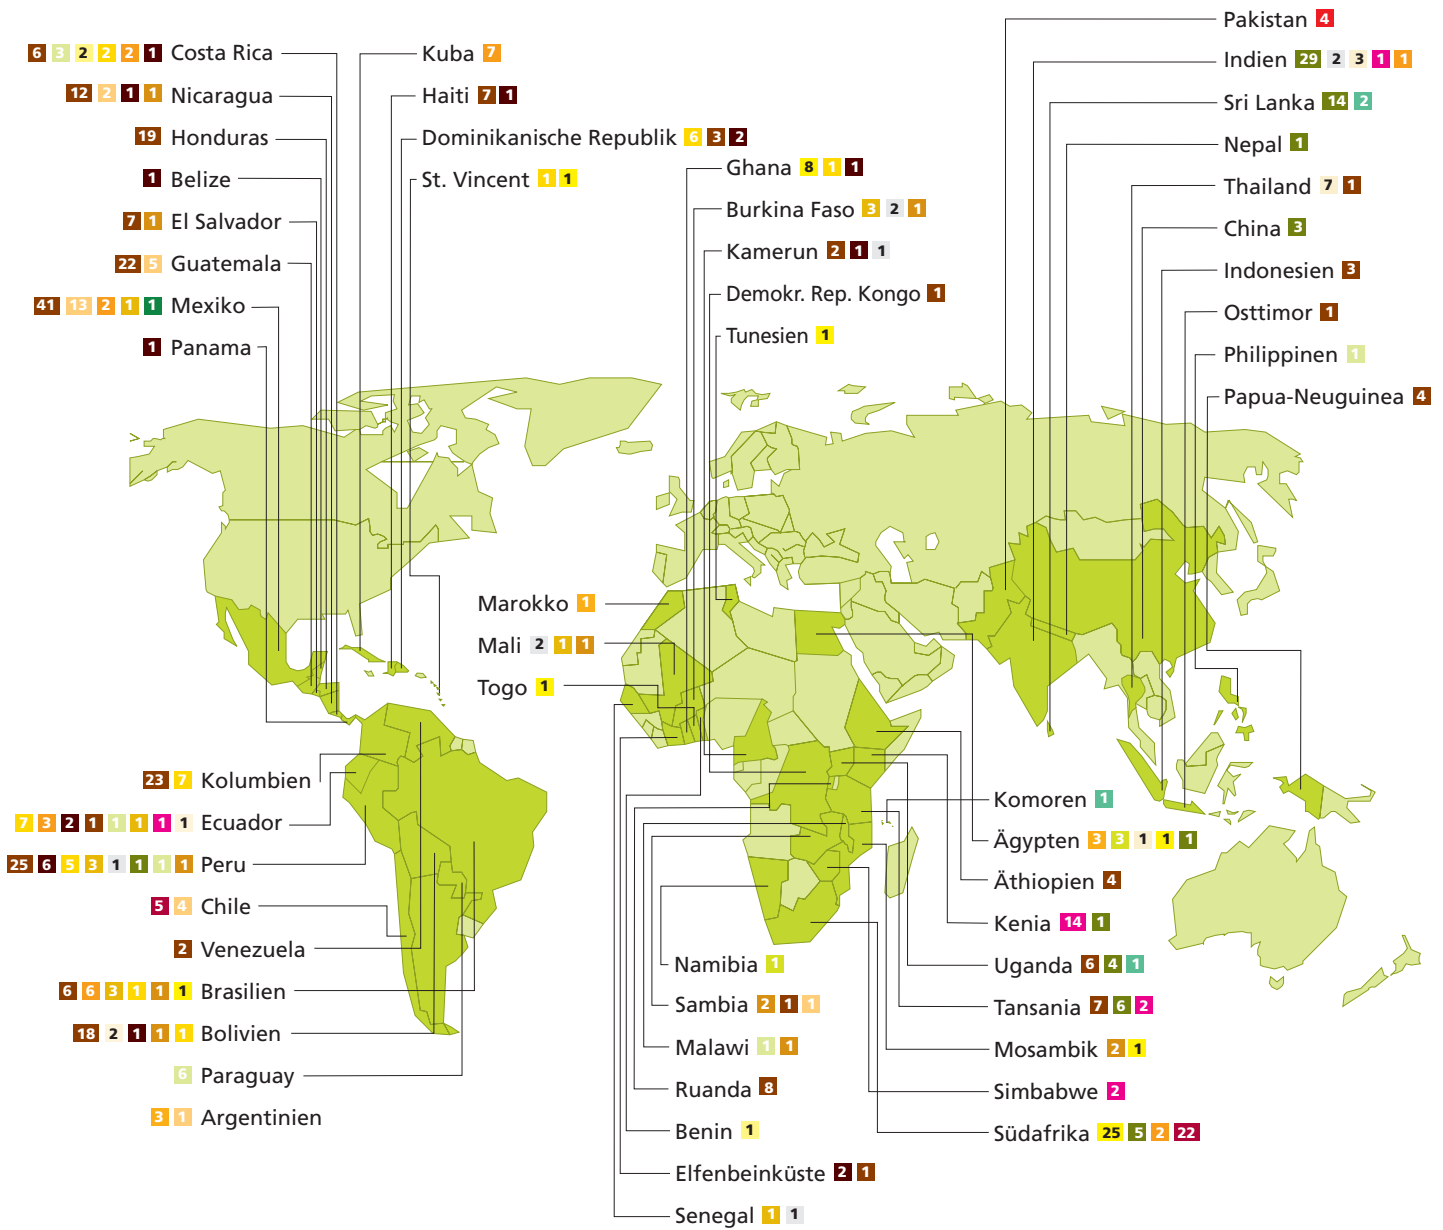 6 3 2 2 2 1 Costa Rica
12 2 1 1 Nicaragua
19 Honduras
1 Belize
7 1 El Salvador
22 5 Guatemala
41 13 2 1 1 Mexiko
1 Panama
Kuba 7
Haiti 7 1
Dominikanische Republik 6 3 2
St. Vincent 1 1
Ghana 8 1 1
Burkina Faso 3 2 1
Kamerun 2 1 1
Demokr. Rep. Kongo 1
Tunesien 1
Pakistan 4
Indien 29 2 3 1 1
Sri Lanka 14 2
Nepal 1
Thailand 7 1
China 3
Indonesien 3
Osttimor 1
Philippinen 1
Papua-Neuguinea 4
Marokko 1
Mali 2 1 1
Togo 1
23 7 Kolumbien
7 3 2 1 1 1 1 1 Ecuador
25 6 5 3 1 1 1 1 Peru
5 4 Chile
2 Venezuela
6 6 3 1 1 1 Brasilien
18 2 1 1 1 Bolivien
6 Paraguay
3 1 Argentinien
Namibia 1
Sambia 2 1 1
Malawi 1 1
Ruanda 8
Benin 1
Elfenbeinküste 2 1
Senegal 1 1
Komoren 1
Ägypten 3 3 1 1 1
Äthiopien 4
Kenia 14 1
Uganda 6 4 1
Tansania 7 6 2
Mosambik 2 1
Simbabwe 2
Südafrika 25 5 2 22